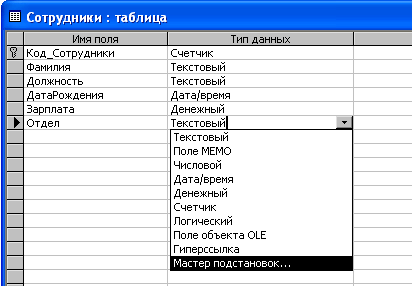 Сотрудники : таблица
Имя поля Тип данных
Код_Сотрудники Счетчик
Фамилия Текстовый
Должность Текстовый
ДатаРождения Дата/время
Зарплата Денежный
Отдел Текстовый
Текстовый
Поле MEMO
Числовой
Дата/время
Денежный
Счетчик
Логический
Поле объекта OLE
Гиперссылка
Мастер подстановок...